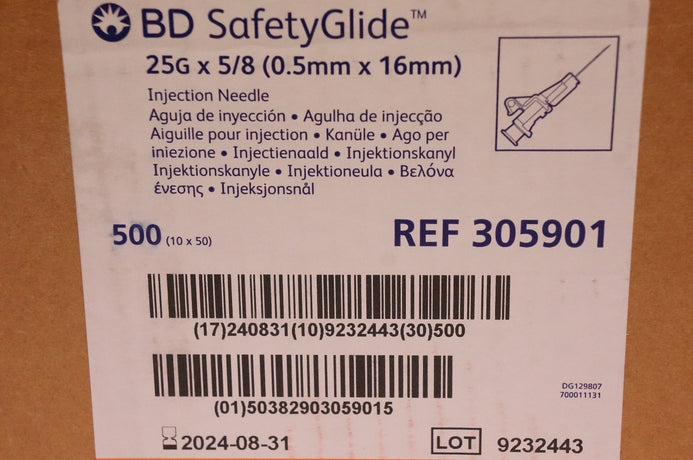 BD SafetyGlide™
25G x 5/8 (0.5mm x 16mm)
Injection Needle
Aguja de inyección • Agulha de injecção
Aiguille pour injection • Kanüle • Ago per
iniezione • Injectienaald • Injektionskanyl
Injektionskanyle • Injektioneula • Βελόνα
ένεσης • Injeksjonsnål
500 (10 x 50)
REF 305901
(17)240831(10)9232443(30)500
(01)50382903059015
DG129807
700011131
2024-08-31
LOT 9232443